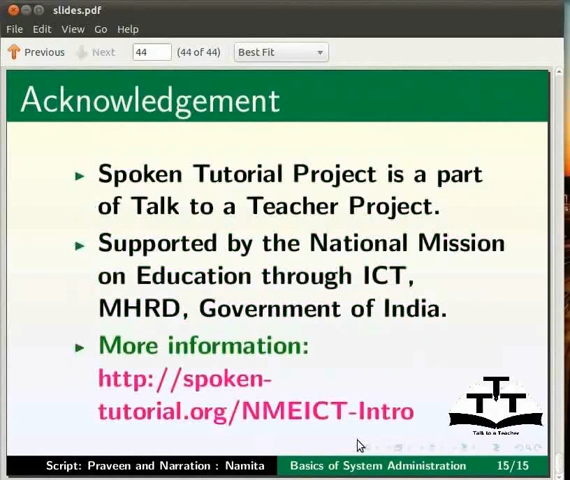 slides.pdf
File Edit View Go Help
Previous Next 44 (44 of 44) Best Fit
Acknowledgement
Spoken Tutorial Project is a part
of Talk to a Teacher Project.
Supported by the National Mission
on Education through ICT,
MHRD, Government of India.
More information:
http://spoken-
tutorial.org/NMEICT-Intro
TTT
Talk to a Teacher
Script: Praveen and Narration : Namita Basics of System Administration 15/15